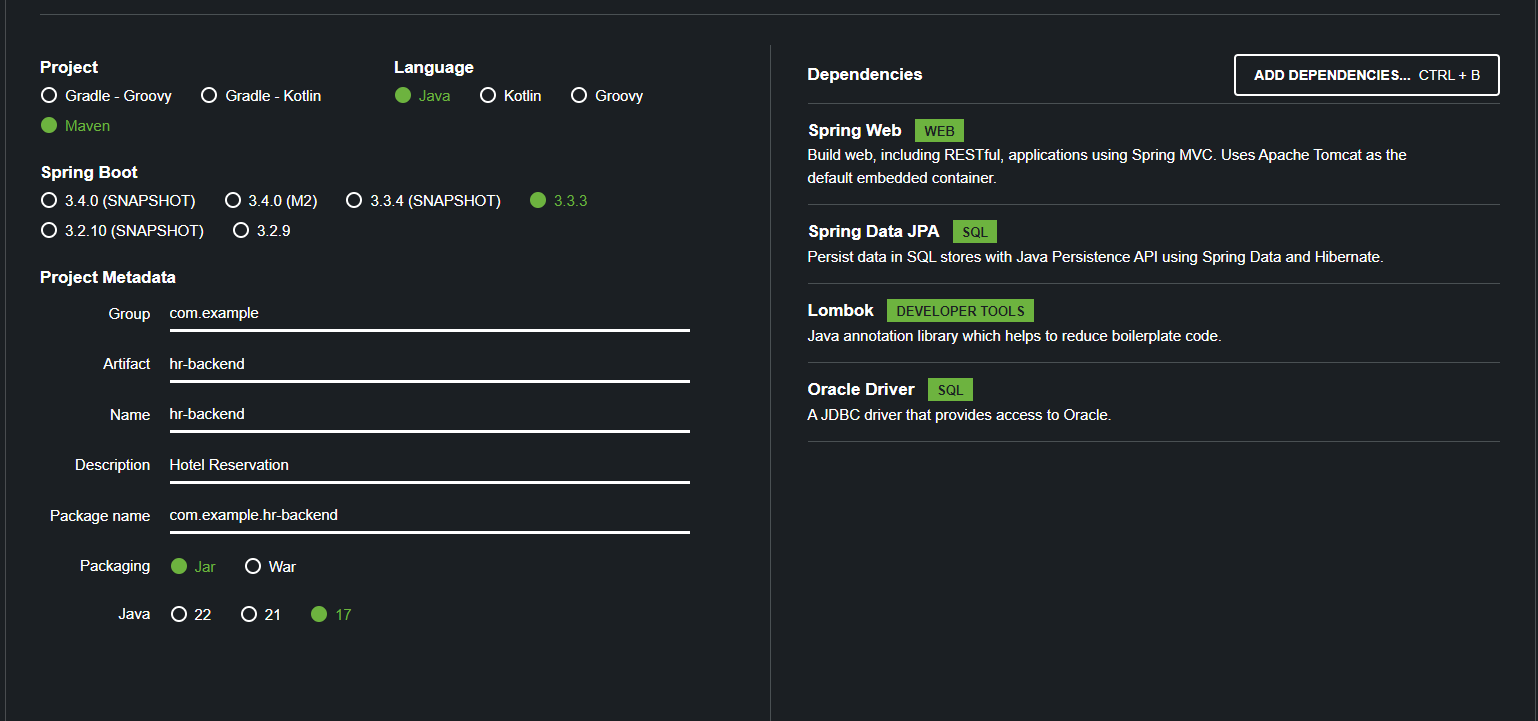 Project
Gradle - Groovy Gradle - Kotlin
Maven
Language
Java Kotlin Groovy
Spring Boot
3.4.0 (SNAPSHOT) 3.4.0 (M2) 3.3.4 (SNAPSHOT) 3.3.3
3.2.10 (SNAPSHOT) 3.2.9
Project Metadata
Group com.example
Artifact hr-backend
Name hr-backend
Description Hotel Reservation
Package name com.example.hr-backend
Packaging Jar War
Java 22 21 17
Dependencies ADD DEPENDENCIES... CTRL + B
Spring Web WEB
Build web, including RESTful, applications using Spring MVC. Uses Apache Tomcat as the
default embedded container.
Spring Data JPA SQL
Persist data in SQL stores with Java Persistence API using Spring Data and Hibernate.
Lombok DEVELOPER TOOLS
Java annotation library which helps to reduce boilerplate code.
Oracle Driver SQL
A JDBC driver that provides access to Oracle.